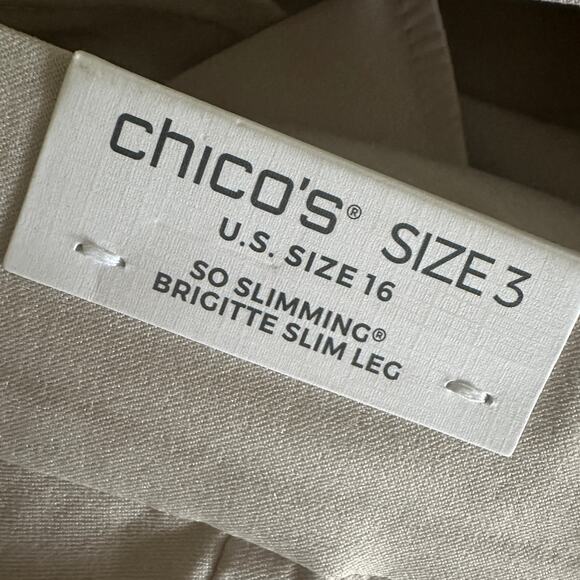 chico's® SIZE 3
U.S. SIZE 16
SO SLIMMING®
BRIGITTE SLIM LEG